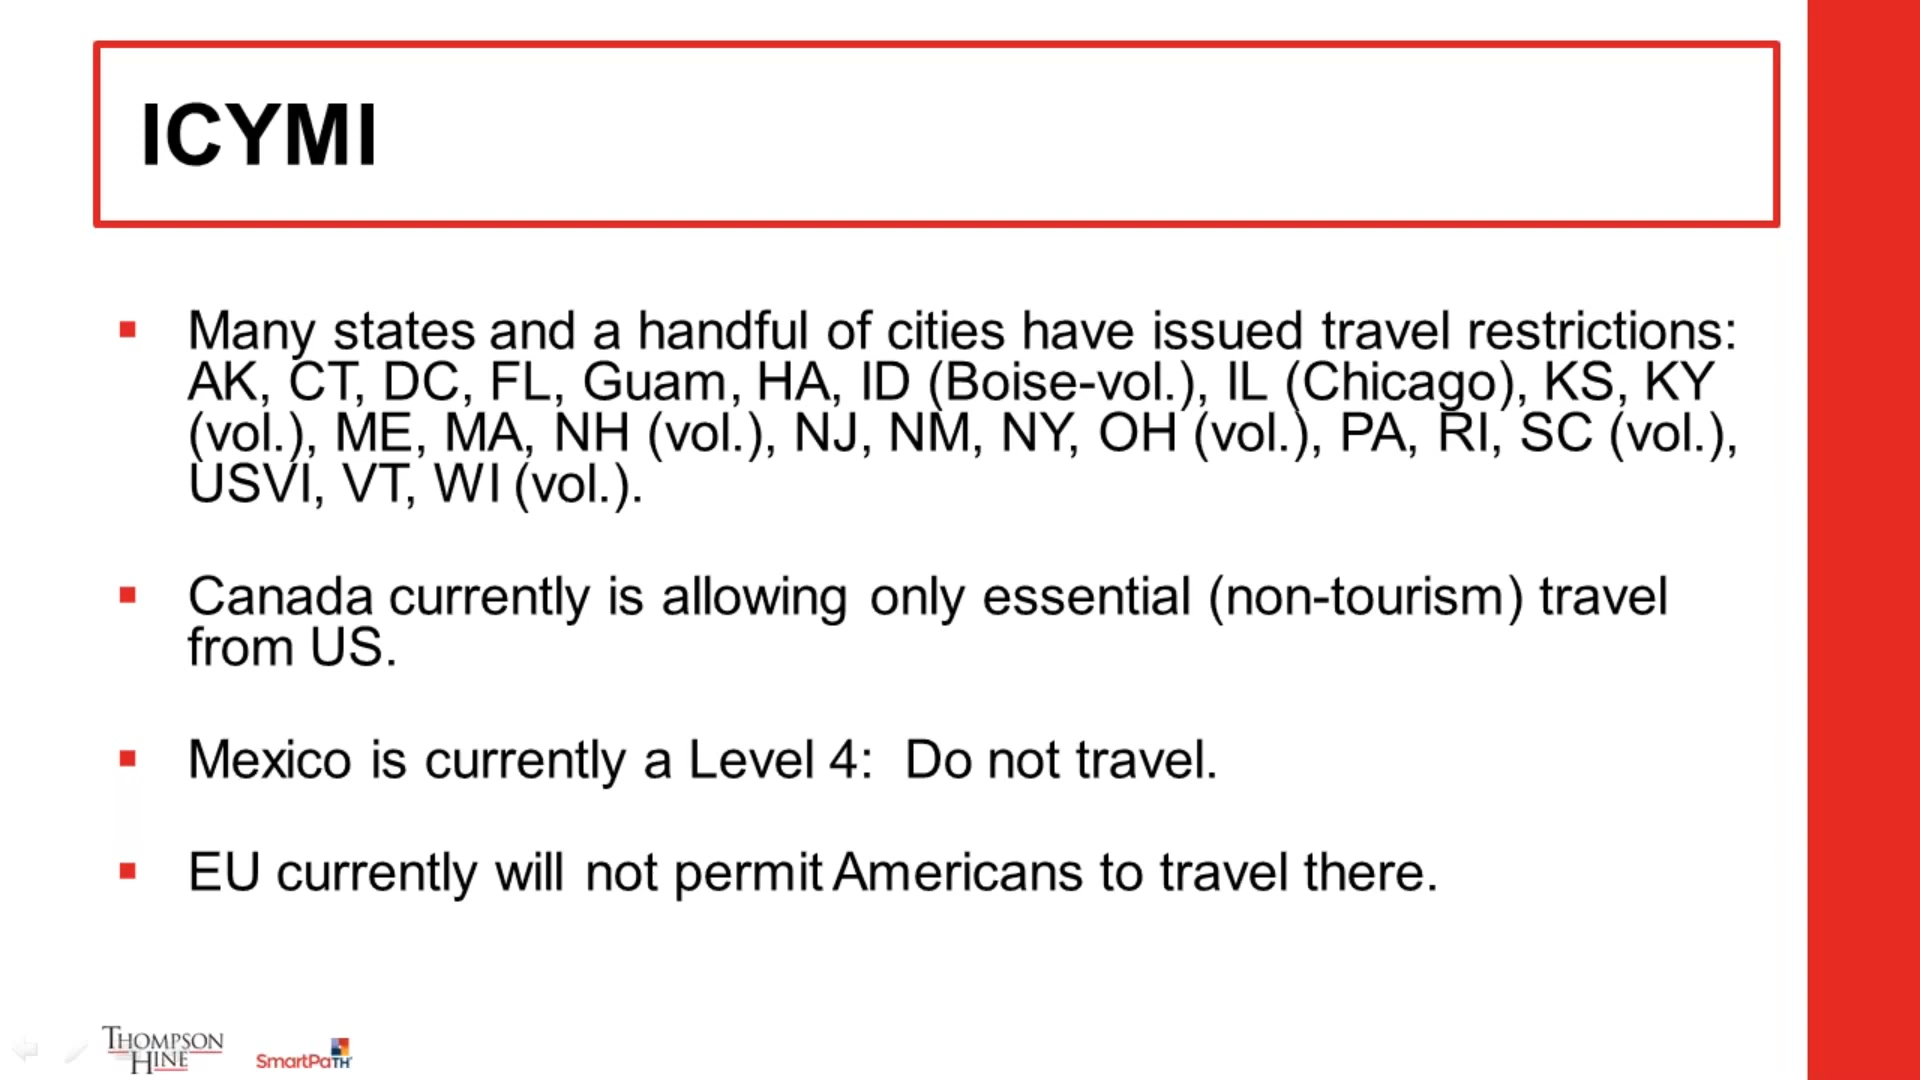 ICYMI
Many states and a handful of cities have issued travel restrictions:
AK, CT, DC, FL, Guam, HA, ID (Boise-vol.), IL (Chicago), KS, KY
(vol.), ME, MA, NH (vol.), NJ, NM, NY, OH (vol.), PA, RI, SC (vol.),
USVI, VT, WI (vol.).
Canada currently is allowing only essential (non-tourism) travel
from US.
Mexico is currently a Level 4: Do not travel.
EU currently will not permit Americans to travel there.
THOMPSON
HINE
SmartPaTH